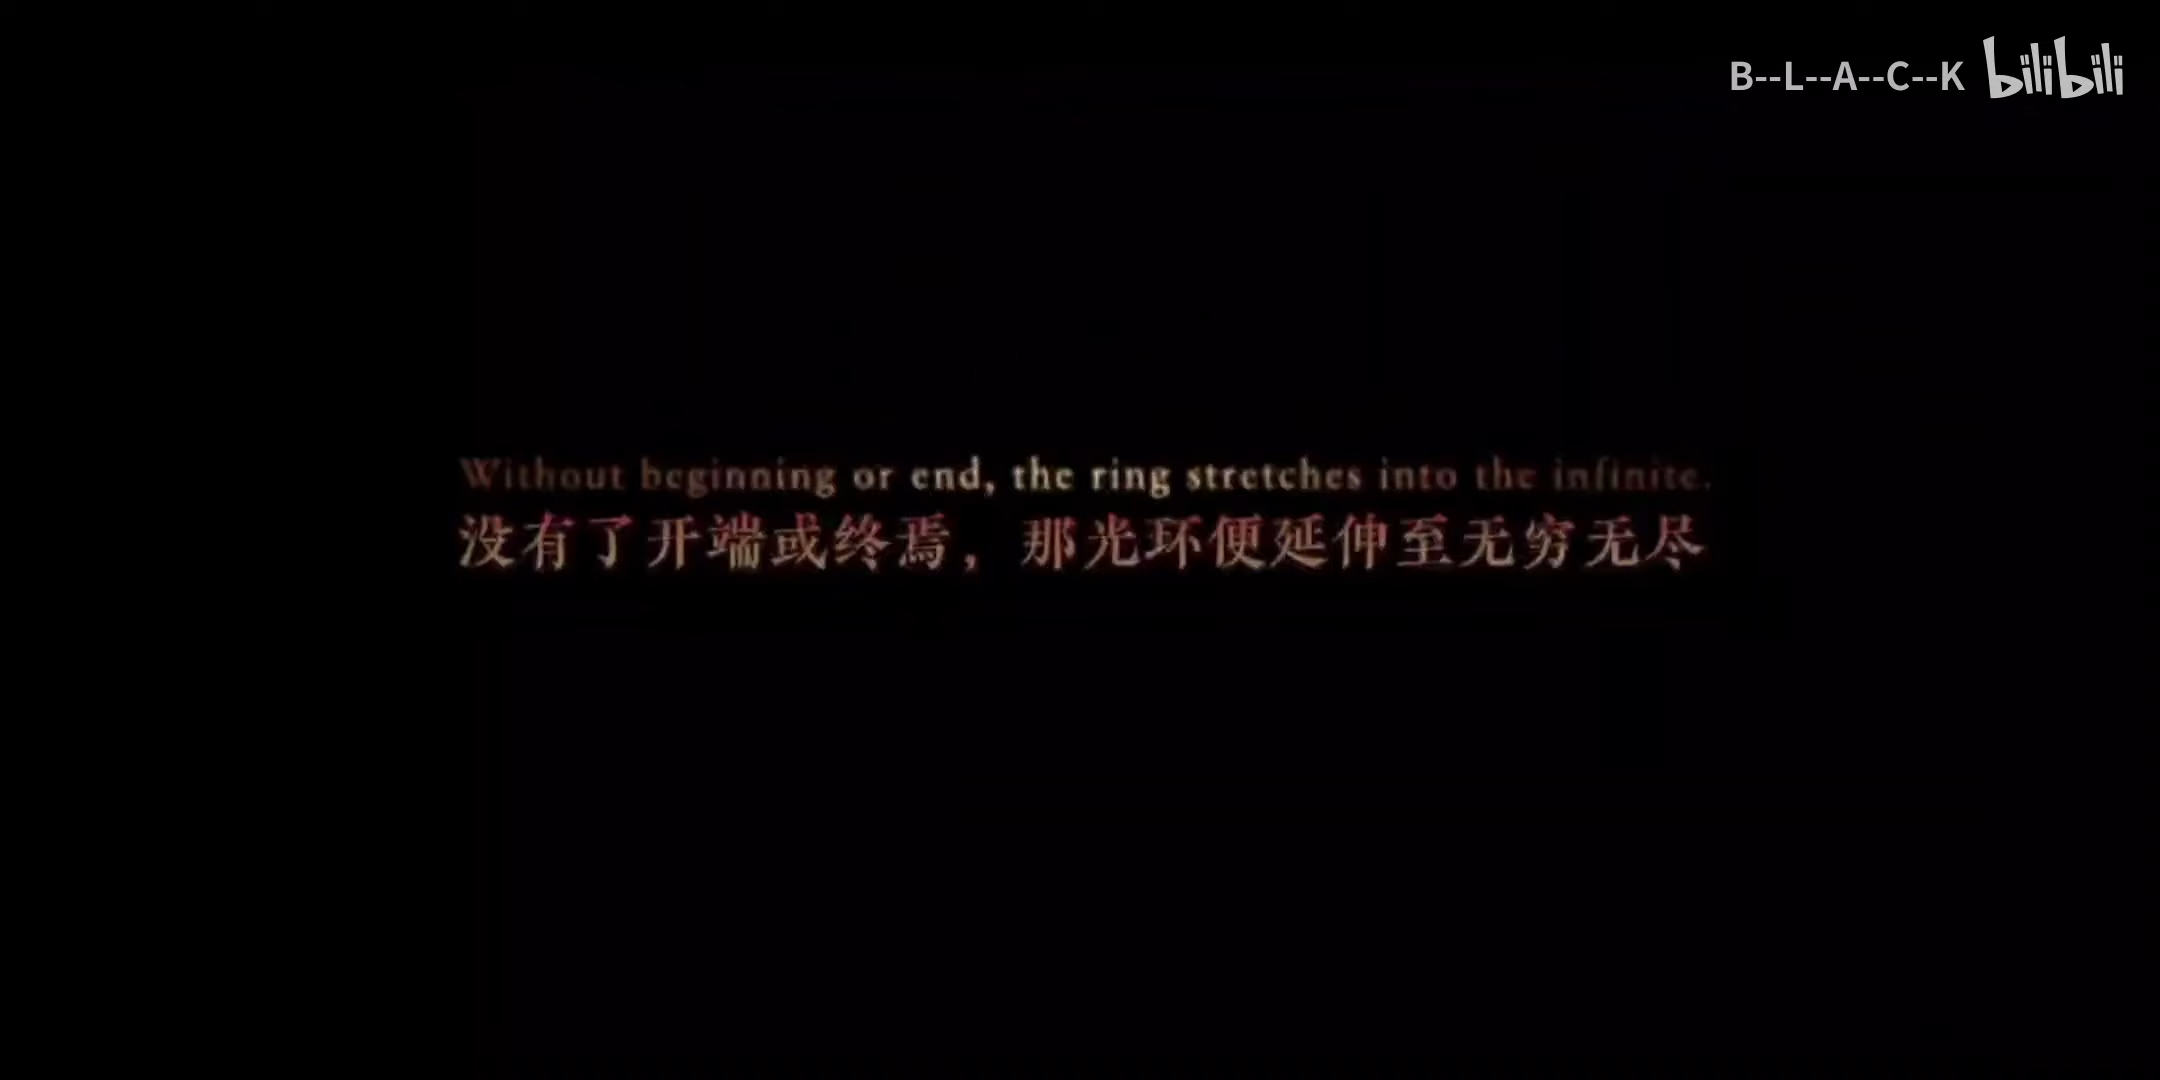 B--L--A--C--K bilibili
Without beginning or end, the ring stretches into the infinite.
没有了开端或终焉，那光环便延伸至无穷无尽